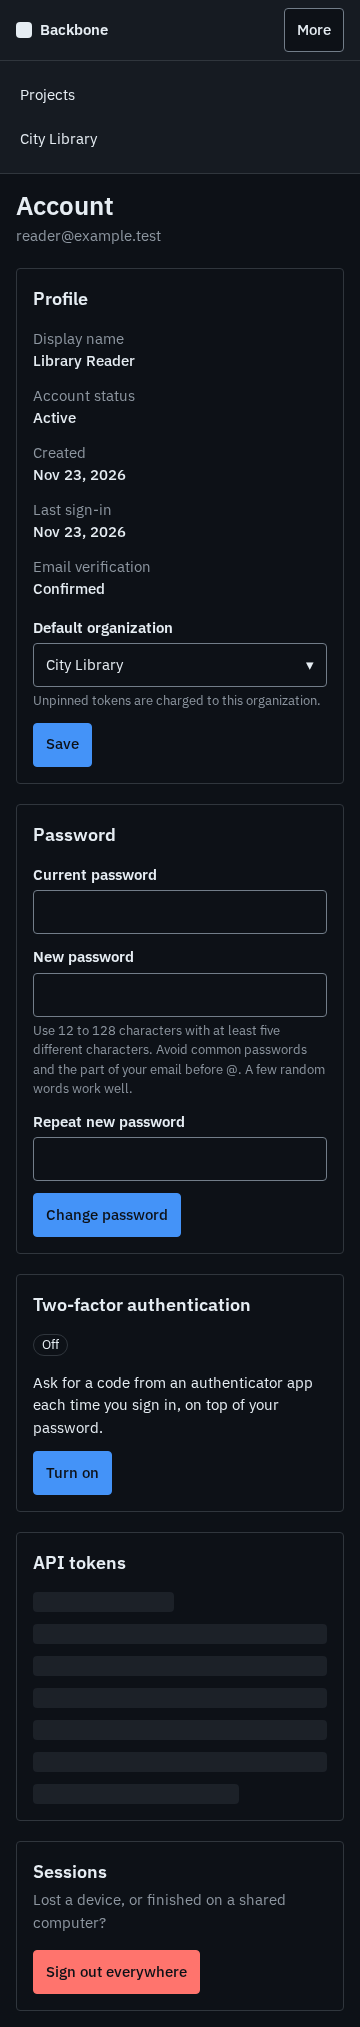 Backbone
More
Projects
City Library
Account
reader@example.test
Profile
Display name
Library Reader
Account status
Active
Created
Nov 23, 2026
Last sign-in
Nov 23, 2026
Email verification
Confirmed
Default organization
City Library
Unpinned tokens are charged to this organization.
Save
Password
Current password
New password
Use 12 to 128 characters with at least five
different characters. Avoid common passwords
and the part of your email before @. A few random
words work well.
Repeat new password
Change password
Two-factor authentication
Off
Ask for a code from an authenticator app
each time you sign in, on top of your
password.
Turn on
API tokens
Sessions
Lost a device, or finished on a shared
computer?
Sign out everywhere